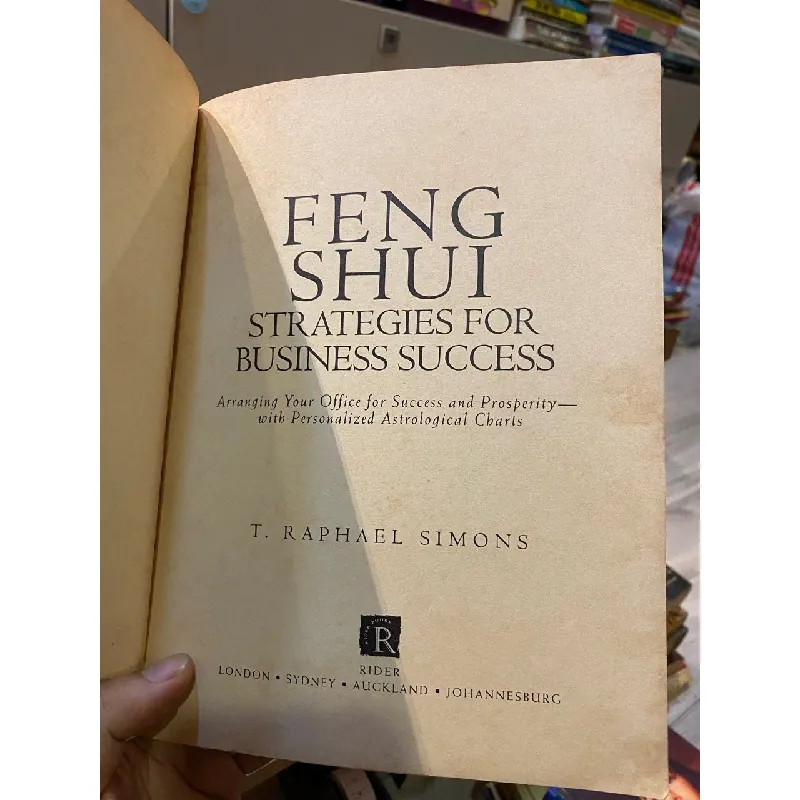 FENG
SHUI
STRATEGIES FOR
BUSINESS SUCCESS
Arranging Your Office for Success and Prosperity—
with Personalized Astrological Charts
T. RAPHAEL SIMONS
R
RIDER
LONDON • SYDNEY • AUCKLAND • JOHANNESBURG